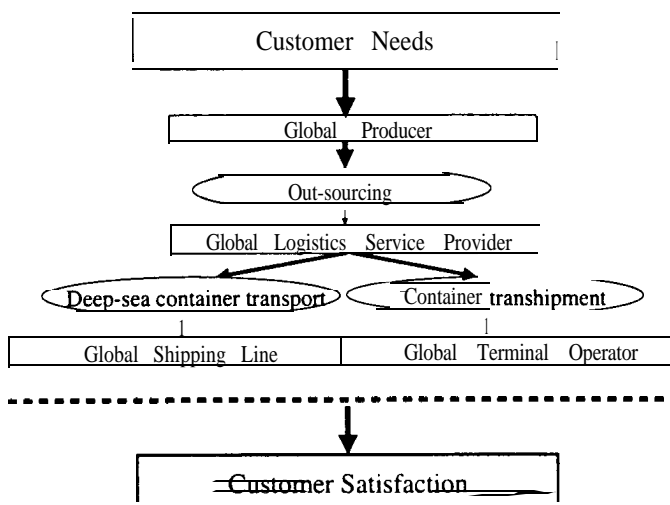 Customer Needs
Global Producer
Out-sourcing
Global Logistics Service Provider
Deep-sea container transport
Container transhipment
Global Shipping Line
Global Terminal Operator
Customer Satisfaction